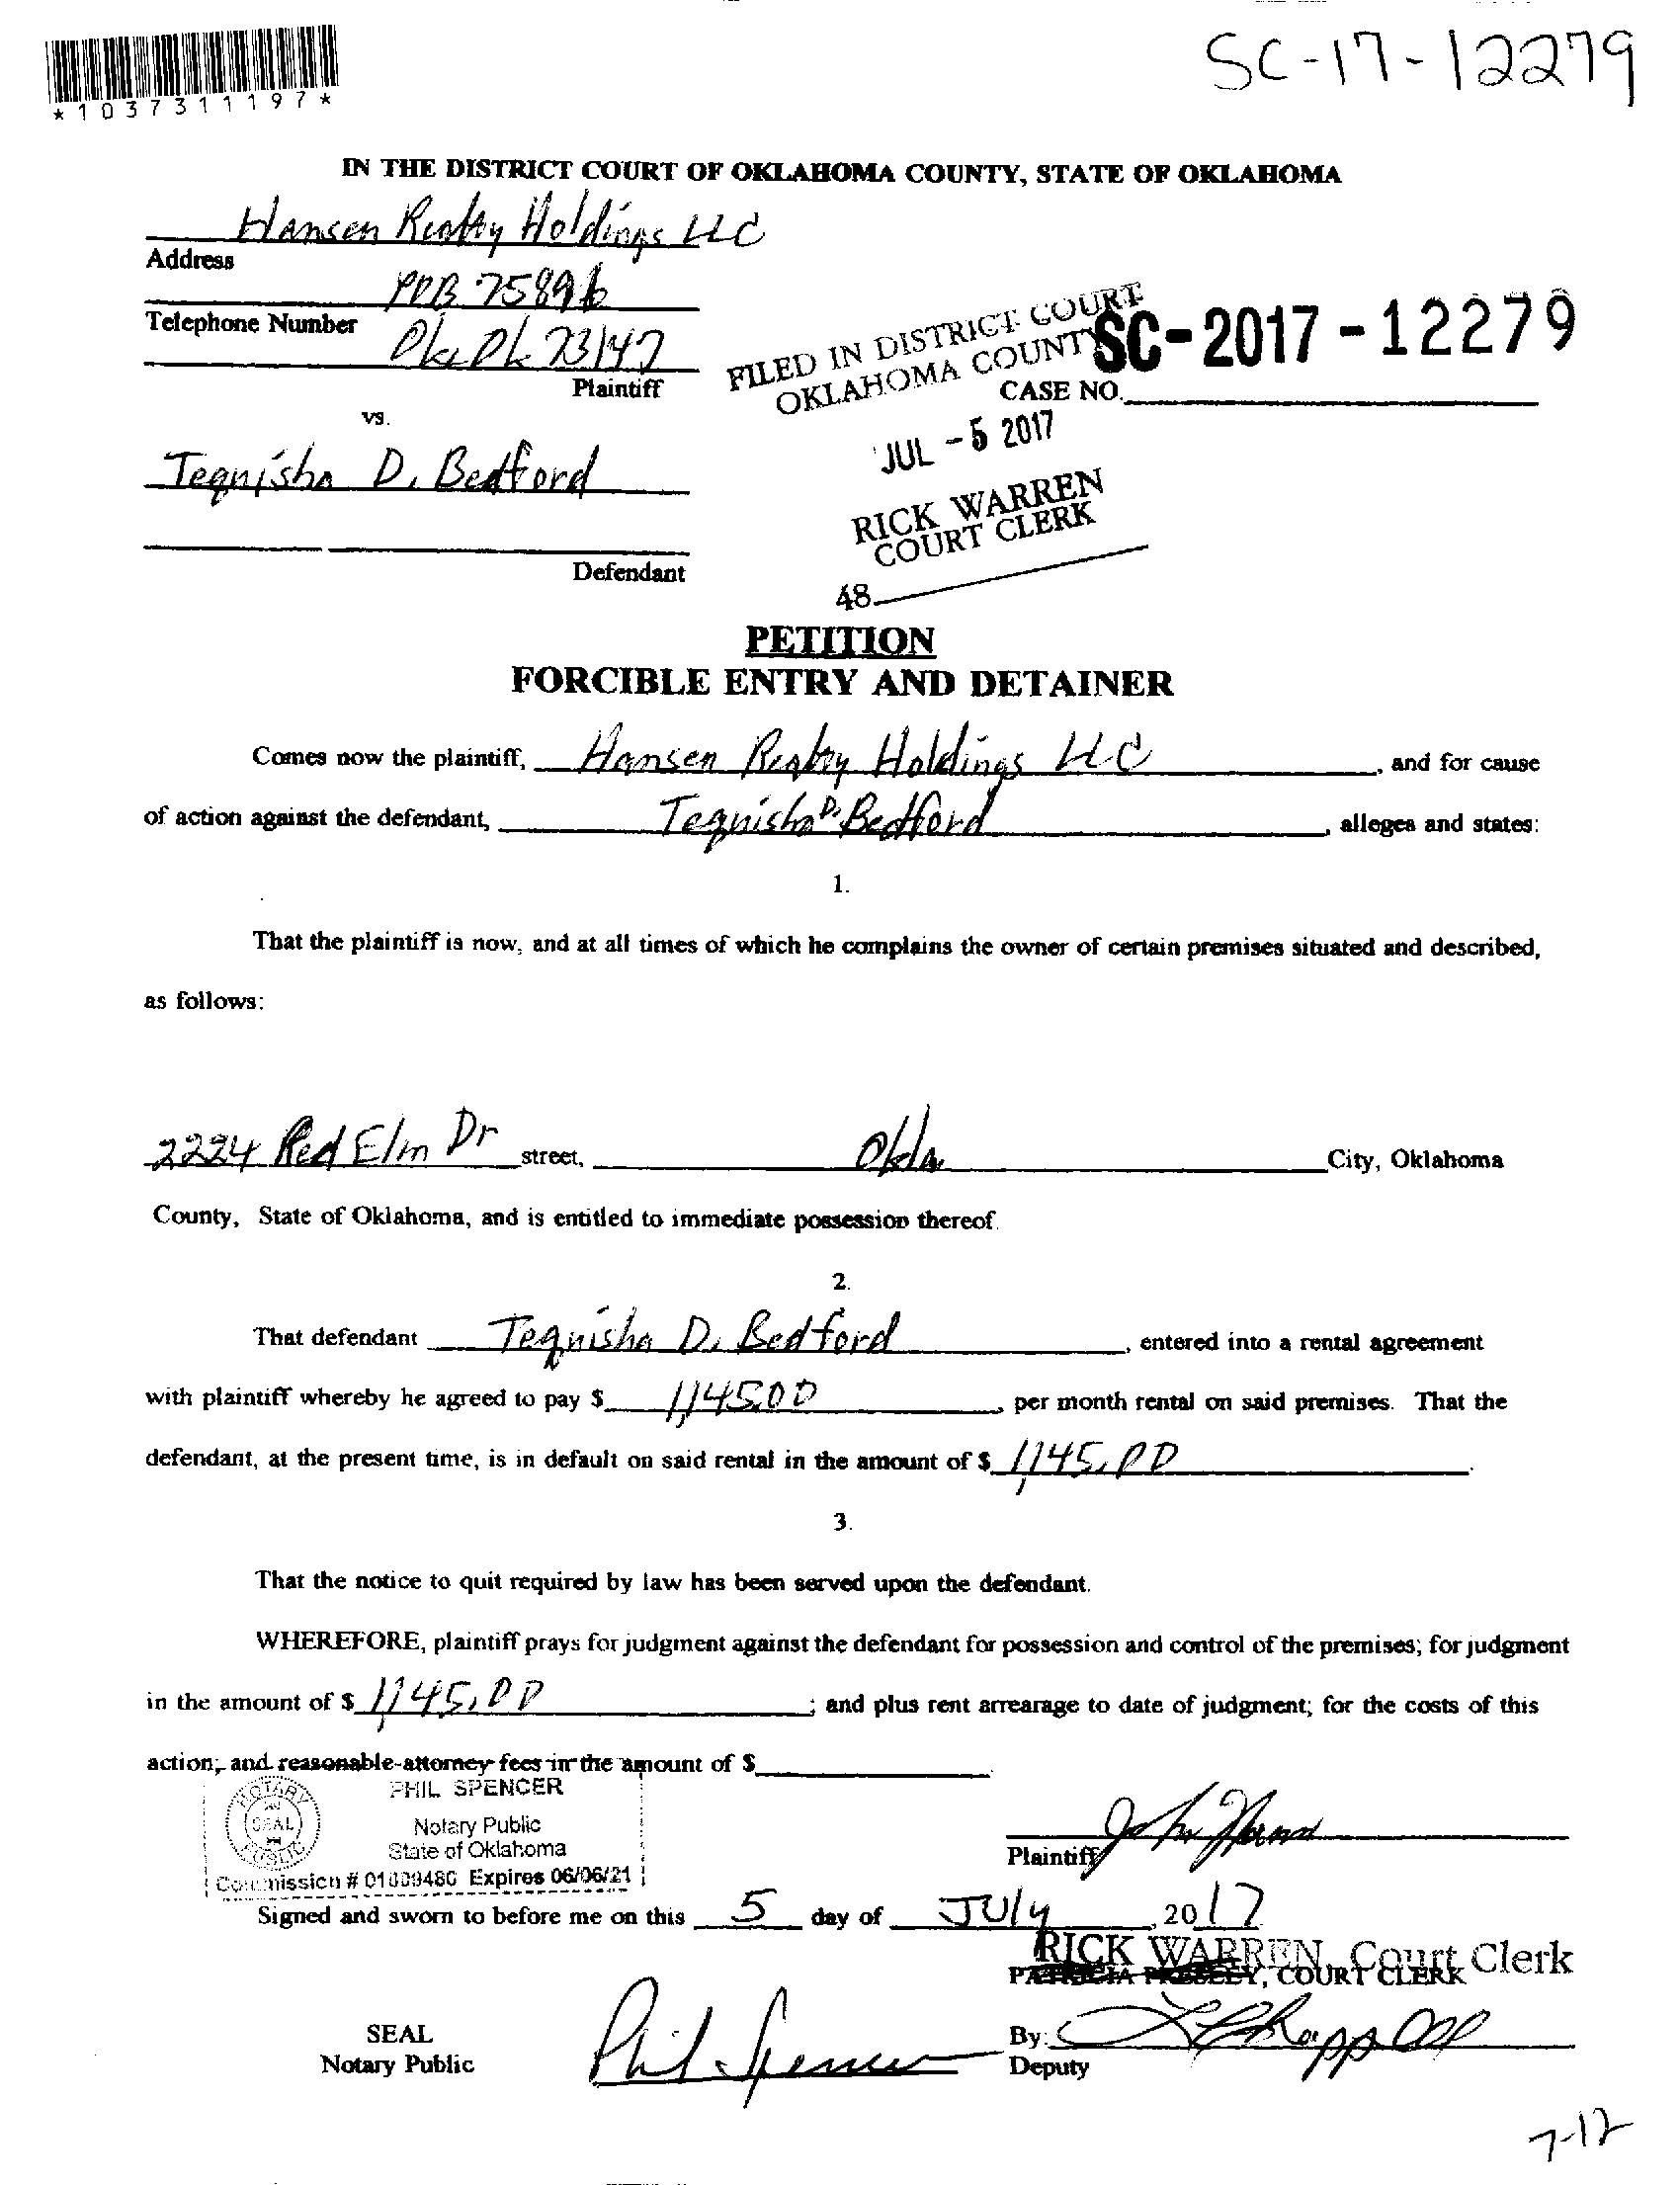 SC-17-12279
*1037311197*
IN THE DISTRICT COURT OF OKLAHOMA COUNTY, STATE OF OKLAHOMA
Hansen Realty Holdings LLC
Address
POB 75896
Telephone Number
Okc Ok 73147
Plaintiff
FILED IN DISTRICT COURT
OKLAHOMA COUNTY
SC-2017-12279
CASE NO.
vs.
JUL -5 2017
Tequisha D. Bedford
RICK WARREN
COURT CLERK
Defendant
48
PETITION
FORCIBLE ENTRY AND DETAINER
Comes now the plaintiff, Hansen Realty Holdings LLC, and for cause
of action against the defendant, Tequisha D. Bedford, alleges and states:
1.
That the plaintiff is now, and at all times of which he complains the owner of certain premises situated and described,
as follows:
2224 Red Elm Dr street, Okla City, Oklahoma
County, State of Oklahoma, and is entitled to immediate possession thereof.
2.
That defendant Tequisha D. Bedford, entered into a rental agreement
with plaintiff whereby he agreed to pay $ 1,145.00 per month rental on said premises. That the
defendant, at the present time, is in default on said rental in the amount of $ 1,145.00.
3.
That the notice to quit required by law has been served upon the defendant.
WHEREFORE, plaintiff prays for judgment against the defendant for possession and control of the premises; for judgment
in the amount of $ 1,145.00; and plus rent arrearage to date of judgment; for the costs of this
action; and reasonable attorney fees in the amount of $
NOTARY SEAL PUBLIC
PHIL SPENCER
Notary Public
State of Oklahoma
Commission # 01009480 Expires 06/06/21
Plaintiff
Signed and sworn to before me on this 5 day of July, 2017
RICK WARREN, Court Clerk
PATRICIA PRESLEY, COURT CLERK
SEAL
Notary Public
Phil Spencer
By:
Deputy
7-12